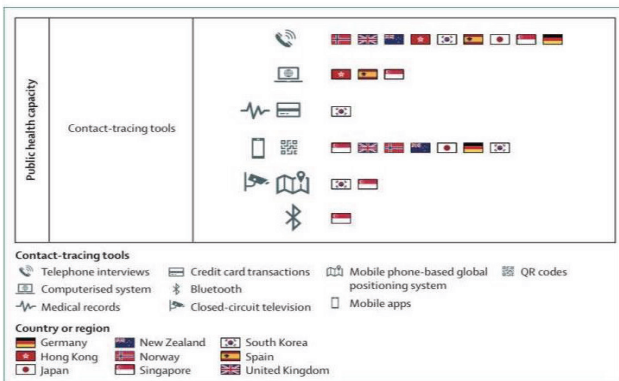 Public health capacity
Contact-tracing tools
Contact-tracing tools
Telephone interviews
Credit card transactions
Mobile phone-based global
positioning system
QR codes
Computerised system
Bluetooth
Medical records
Closed-circuit television
Mobile apps
Country or region
Germany
New Zealand
South Korea
Hong Kong
Norway
Spain
Japan
Singapore
United Kingdom